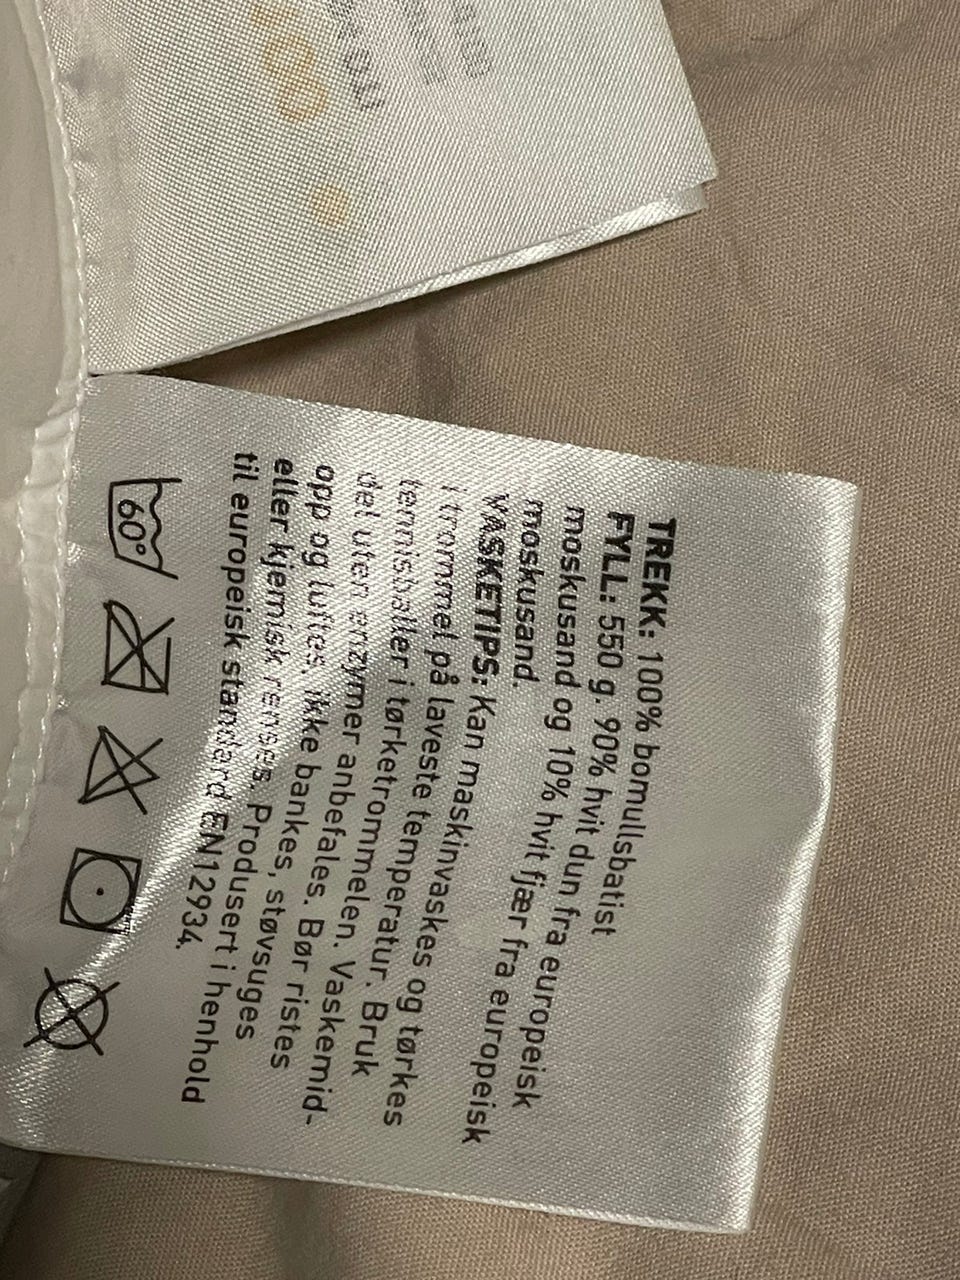 TREKK: 100% bomullsbatist
FYLL: 550 g. 90% hvit dun fra europeisk
moskusand og 10% hvit fjær fra europeisk
moskusand.
VASKETIPS: Kan maskinvaskes og tørkes
i trommel på laveste temperatur. Bruk
tennisballer i tørketrommelen. Vaskemid-
del uten enzymer anbefales. Bør ristes
opp og luftes, ikke bankes, støvsuges
eller kjemisk renses. Produsert i henhold
til europeisk standard EN12934.
60°